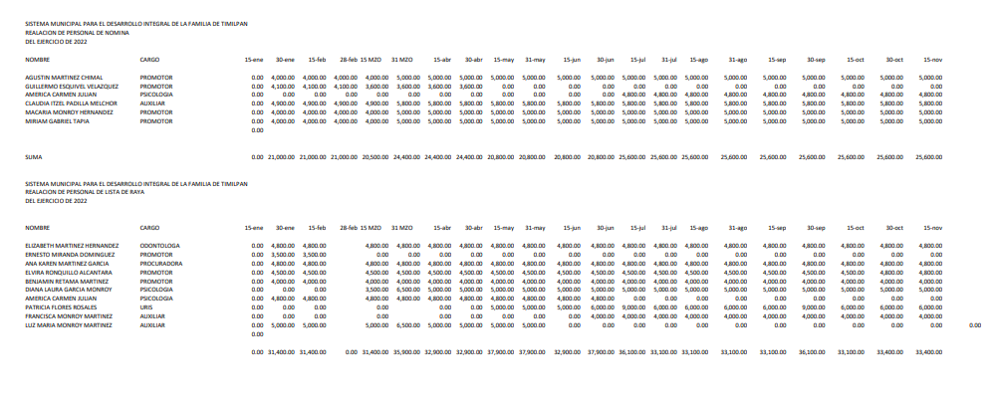 SISTEMA MUNICIPAL PARA EL DESARROLLO INTEGRAL DE LA FAMILIA DE TIMILPAN
REALACION DE PERSONAL DE NOMINA
DEL EJERCICIO DE 2022
NOMBRE CARGO 15-ene 30-ene 15-feb 28-feb 15 MZO 31 MZO 15-abr 30-abr 15-may 31-may 15-jun 30-jun 15-jul 31-jul 15-ago 31-ago 15-sep 30-sep 15-oct 30-oct 15-nov
AGUSTIN MARTINEZ CHIMAL PROMOTOR 0.00 4,000.00 4,000.00 4,000.00 4,000.00 5,000.00 5,000.00 5,000.00 5,000.00 5,000.00 5,000.00 5,000.00 5,000.00 5,000.00 5,000.00 5,000.00 5,000.00 5,000.00 5,000.00 5,000.00 5,000.00
GUILLERMO ESQUIVEL VELAZQUEZ PROMOTOR 0.00 4,100.00 4,100.00 4,100.00 3,600.00 3,600.00 3,600.00 3,600.00 0.00 0.00 0.00 0.00 0.00 0.00 0.00 0.00 0.00 0.00 0.00 0.00 0.00
AMERICA CARMEN JULIAN PSICOLOGIA 0.00 0.00 0.00 0.00 0.00 0.00 0.00 0.00 0.00 0.00 0.00 0.00 4,800.00 4,800.00 4,800.00 4,800.00 4,800.00 4,800.00 4,800.00 4,800.00 4,800.00
CLAUDIA ITZEL PADILLA MELCHOR AUXILIAR 0.00 4,900.00 4,900.00 4,900.00 4,900.00 5,800.00 5,800.00 5,800.00 5,800.00 5,800.00 5,800.00 5,800.00 5,800.00 5,800.00 5,800.00 5,800.00 5,800.00 5,800.00 5,800.00 5,800.00 5,800.00
MACARIA MONROY HERNANDEZ PROMOTOR 0.00 4,000.00 4,000.00 4,000.00 4,000.00 5,000.00 5,000.00 5,000.00 5,000.00 5,000.00 5,000.00 5,000.00 5,000.00 5,000.00 5,000.00 5,000.00 5,000.00 5,000.00 5,000.00 5,000.00 5,000.00
MIRIAM GABRIEL TAPIA PROMOTOR 0.00 4,000.00 4,000.00 4,000.00 4,000.00 5,000.00 5,000.00 5,000.00 5,000.00 5,000.00 5,000.00 5,000.00 5,000.00 5,000.00 5,000.00 5,000.00 5,000.00 5,000.00 5,000.00 5,000.00 5,000.00
0.00
SUMA 0.00 21,000.00 21,000.00 21,000.00 20,500.00 24,400.00 24,400.00 24,400.00 20,800.00 20,800.00 20,800.00 20,800.00 25,600.00 25,600.00 25,600.00 25,600.00 25,600.00 25,600.00 25,600.00 25,600.00 25,600.00
SISTEMA MUNICIPAL PARA EL DESARROLLO INTEGRAL DE LA FAMILIA DE TIMILPAN
REALACION DE PERSONAL DE LISTA DE RAYA
DEL EJERCICIO DE 2022
NOMBRE CARGO 15-ene 30-ene 15-feb 28-feb 15 MZO 31 MZO 15-abr 30-abr 15-may 31-may 15-jun 30-jun 15-jul 31-jul 15-ago 31-ago 15-sep 30-sep 15-oct 30-oct 15-nov
ELIZABETH MARTINEZ HERNANDEZ ODONTOLOGA 0.00 4,800.00 4,800.00 4,800.00 4,800.00 4,800.00 4,800.00 4,800.00 4,800.00 4,800.00 4,800.00 4,800.00 4,800.00 4,800.00 4,800.00 4,800.00 4,800.00 4,800.00 4,800.00 4,800.00
ERNESTO MIRANDA DOMINGUEZ PROMOTOR 0.00 3,500.00 3,500.00 0.00 0.00 0.00 0.00 0.00 0.00 0.00 0.00 0.00 0.00 0.00 0.00 0.00 0.00 0.00 0.00 0.00
ANA KAREN MARTINEZ GARCIA PROCURADORA 0.00 4,800.00 4,800.00 4,800.00 4,800.00 4,800.00 4,800.00 4,800.00 4,800.00 4,800.00 4,800.00 4,800.00 4,800.00 4,800.00 4,800.00 4,800.00 4,800.00 4,800.00 4,800.00 4,800.00
ELVIRA RONQUILLO ALCANTARA PROMOTOR 0.00 4,500.00 4,500.00 4,500.00 4,500.00 4,500.00 4,500.00 4,500.00 4,500.00 4,500.00 4,500.00 4,500.00 4,500.00 4,500.00 4,500.00 4,500.00 4,500.00 4,500.00 4,800.00 4,800.00
BENJAMIN RETAMA MARTINEZ PROMOTOR 0.00 4,000.00 4,000.00 4,000.00 4,000.00 4,000.00 4,000.00 4,000.00 4,000.00 4,000.00 4,000.00 4,000.00 4,000.00 4,000.00 4,000.00 4,000.00 4,000.00 4,000.00 4,000.00 4,000.00
DIANA LAURA GARCIA MONROY PSICOLOGIA 0.00 0.00 0.00 3,500.00 6,500.00 5,000.00 5,000.00 5,000.00 5,000.00 5,000.00 5,000.00 5,000.00 5,000.00 5,000.00 5,000.00 5,000.00 5,000.00 5,000.00 5,000.00 5,000.00
AMERICA CARMEN JULIAN PSICOLOGIA 0.00 4,800.00 4,800.00 4,800.00 4,800.00 4,800.00 4,800.00 4,800.00 4,800.00 4,800.00 4,800.00 0.00 0.00 0.00 0.00 0.00 0.00 0.00 0.00 0.00
PATRICIA FLORES ROSALES URIS 0.00 0.00 0.00 0.00 0.00 0.00 0.00 5,000.00 5,000.00 5,000.00 6,000.00 9,000.00 6,000.00 6,000.00 6,000.00 6,000.00 9,000.00 6,000.00 6,000.00 6,000.00
FRANCISCA MONROY MARTINEZ AUXILIAR 0.00 0.00 0.00 0.00 0.00 0.00 0.00 0.00 0.00 0.00 4,000.00 4,000.00 4,000.00 4,000.00 4,000.00 4,000.00 4,000.00 4,000.00 4,000.00 4,000.00
LUZ MARIA MONROY MARTINEZ AUXILIAR 0.00 5,000.00 5,000.00 5,000.00 6,500.00 5,000.00 5,000.00 5,000.00 5,000.00 0.00 0.00 0.00 0.00 0.00 0.00 0.00 0.00 0.00 0.00 0.00 0.00
0.00
0.00 31,400.00 31,400.00 0.00 31,400.00 35,900.00 32,900.00 32,900.00 37,900.00 37,900.00 32,900.00 37,900.00 36,100.00 33,100.00 33,100.00 33,100.00 33,100.00 36,100.00 33,100.00 33,400.00 33,400.00